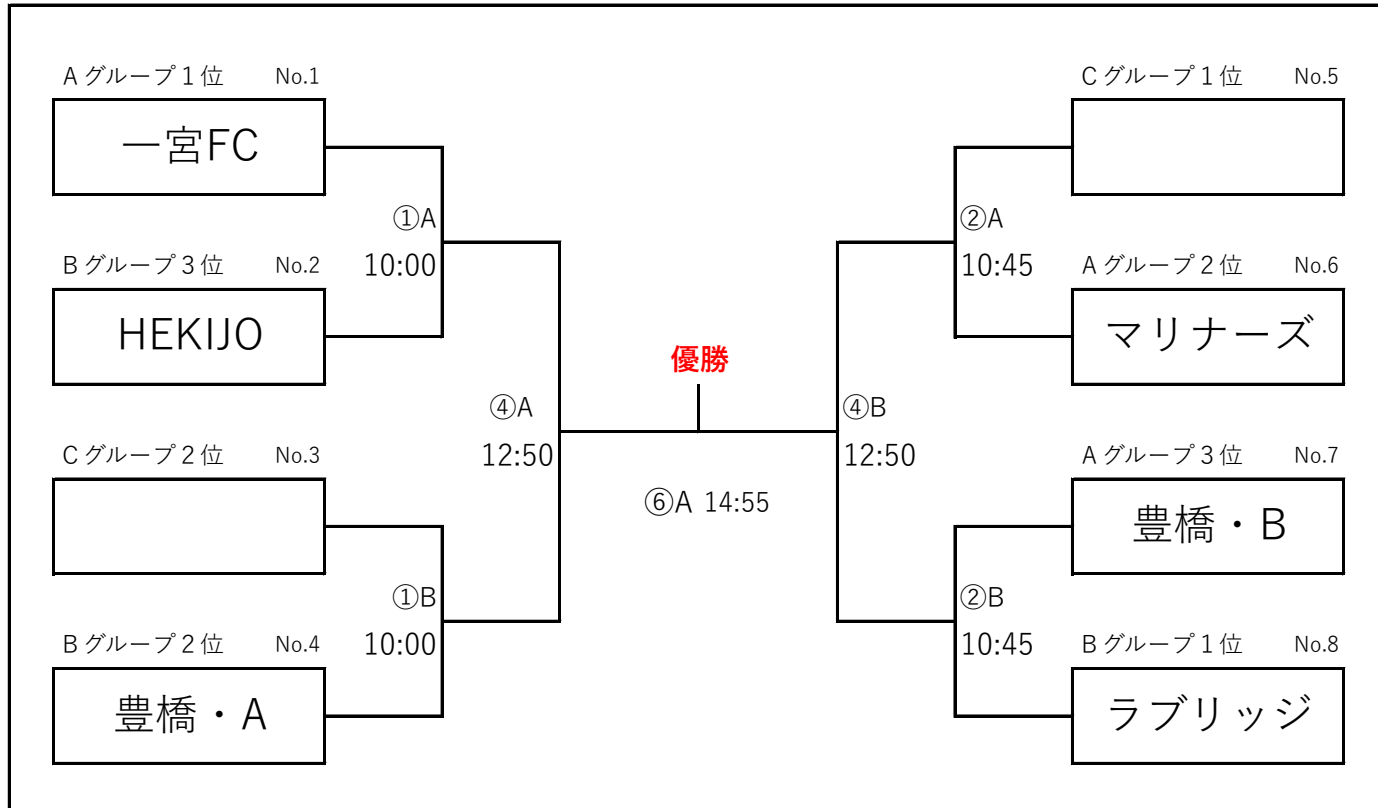 Aグループ1位 No.1
一宮FC
①A
10:00
Bグループ3位 No.2
HEKIJO
④A
12:50
Cグループ2位 No.3
①B
10:00
Bグループ2位 No.4
豊橋・A
優勝
⑥A 14:55
Cグループ1位 No.5
②A
10:45
Aグループ2位 No.6
マリナーズ
④B
12:50
Aグループ3位 No.7
豊橋・B
②B
10:45
Bグループ1位 No.8
ラブリッジ